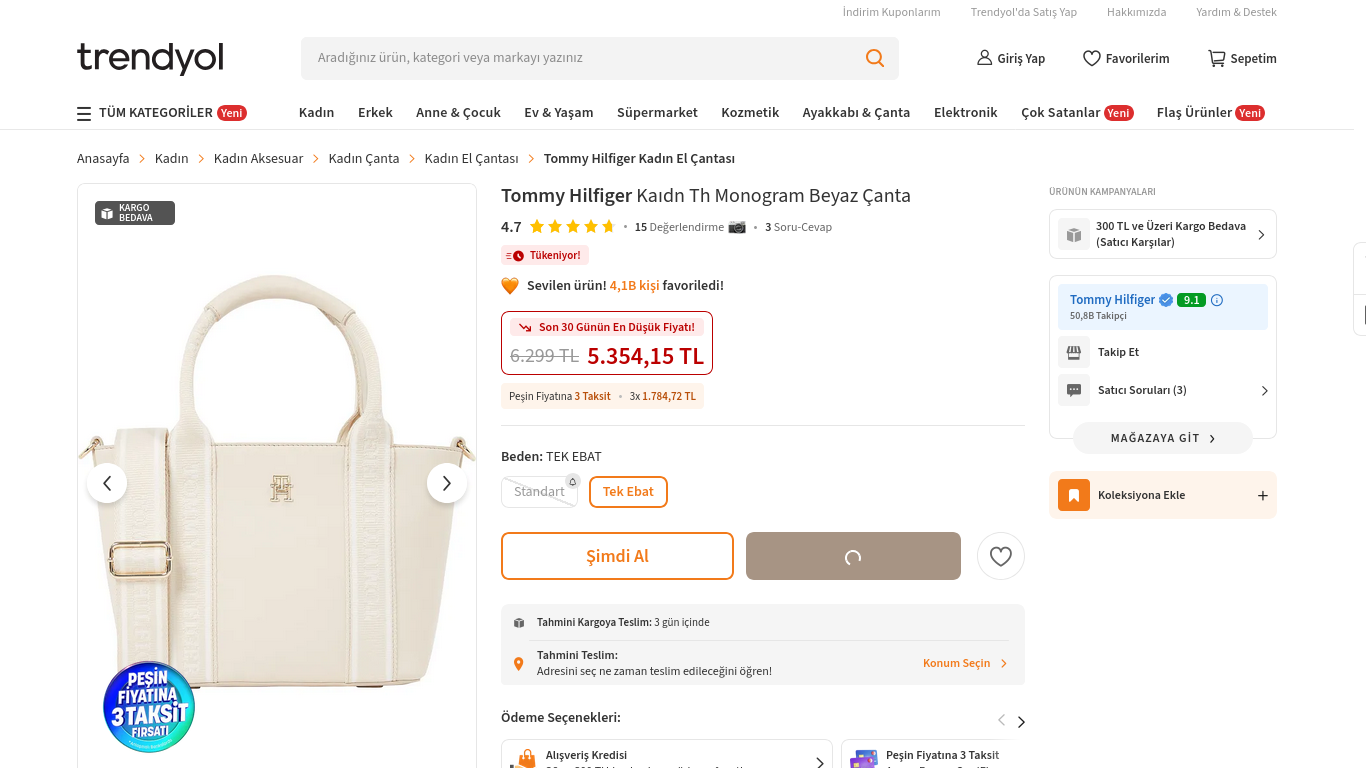 İndirim Kuponlarım
Trendyol'da Satış Yap
Hakkımızda
Yardım & Destek
trendyol
Aradığınız ürün, kategori veya markayı yazınız
Giriş Yap
Favorilerim
Sepetim
TÜM KATEGORİLER Yeni
Kadın
Erkek
Anne & Çocuk
Ev & Yaşam
Süpermarket
Kozmetik
Ayakkabı & Çanta
Elektronik
Çok Satanlar Yeni
Flaş Ürünler Yeni
Anasayfa
Kadın
Kadın Aksesuar
Kadın Çanta
Kadın El Çantası
Tommy Hilfiger Kadın El Çantası
KARGO
BEDAVA
PEŞİN
FİYATINA
3 TAKSİT
FIRSATI
Tommy Hilfiger Kaıdn Th Monogram Beyaz Çanta
4.7 • 15 Değerlendirme • 3 Soru-Cevap
Tükeniyor!
Sevilen ürün! 4,1B kişi favoriledi!
Son 30 Günün En Düşük Fiyatı!
6.299 TL 5.354,15 TL
Peşin Fiyatına 3 Taksit • 3x 1.784,72 TL
Beden: TEK EBAT
Standart
Tek Ebat
Şimdi Al
Tahmini Kargoya Teslim: 3 gün içinde
Tahmini Teslim:
Adresini seç ne zaman teslim edileceğini öğren!
Konum Seçin
Ödeme Seçenekleri:
Alışveriş Kredisi
Peşin Fiyatına 3 Taksit
ÜRÜNÜN KAMPANYALARI
300 TL ve Üzeri Kargo Bedava
(Satıcı Karşılar)
Tommy Hilfiger 9.1
50,8B Takipçi
Takip Et
Satıcı Soruları (3)
MAĞAZAYA GİT
Koleksiyona Ekle